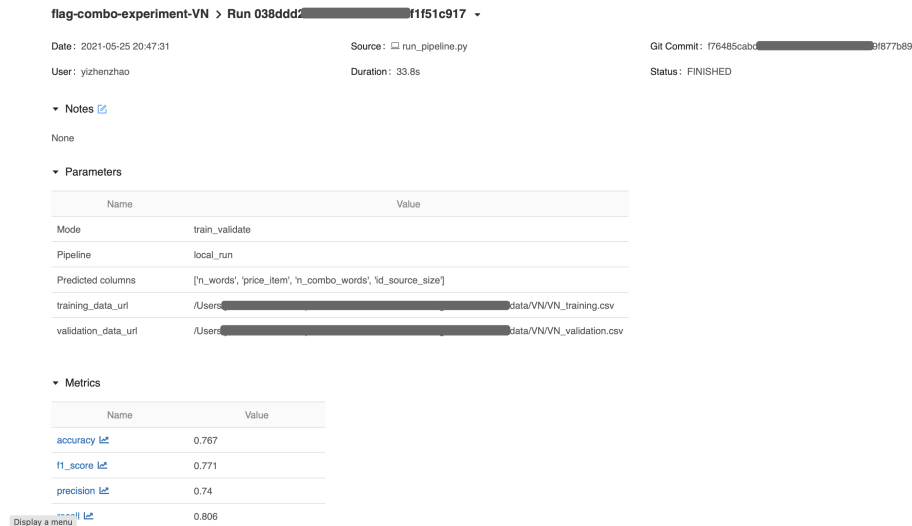 flag-combo-experiment-VN > Run 038ddd2 f1f51c917
Date: 2021-05-25 20:47:31
Source: run_pipeline.py
Git Commit: f76485cabd 9f877b89
User: yizhenzhao
Duration: 33.8s
Status: FINISHED
Notes
None
Parameters
Name Value
Mode train_validate
Pipeline local_run
Predicted columns ['n_words', 'price_item', 'n_combo_words', 'id_source_size']
training_data_url /Users data/VN/VN_training.csv
validation_data_url /Users data/VN/VN_validation.csv
Metrics
Name Value
accuracy 0.767
f1_score 0.771
precision 0.74
recall 0.806
Display a menu